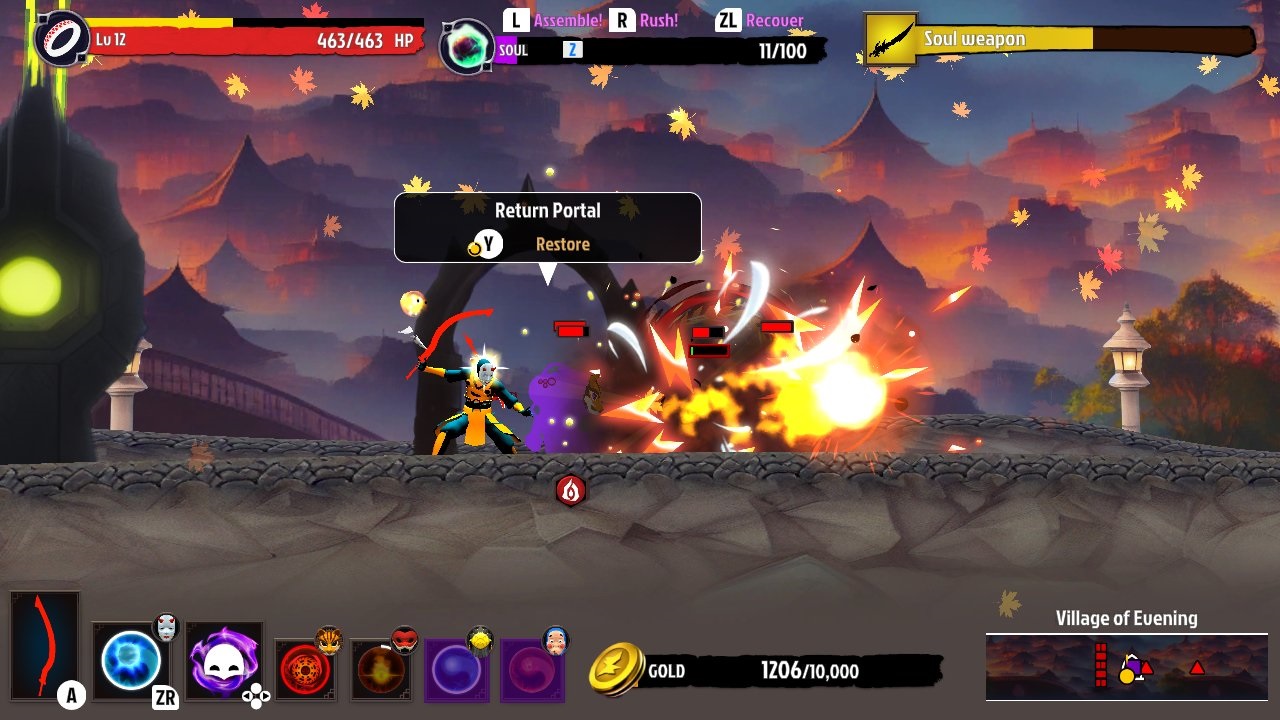 L Assemble! R Rush! ZL Recover
Lv 12 463/463 HP
SOUL Z 11/100
Soul weapon
Return Portal
Y Restore
Village of Evening
A ZR
GOLD 1206/10,000